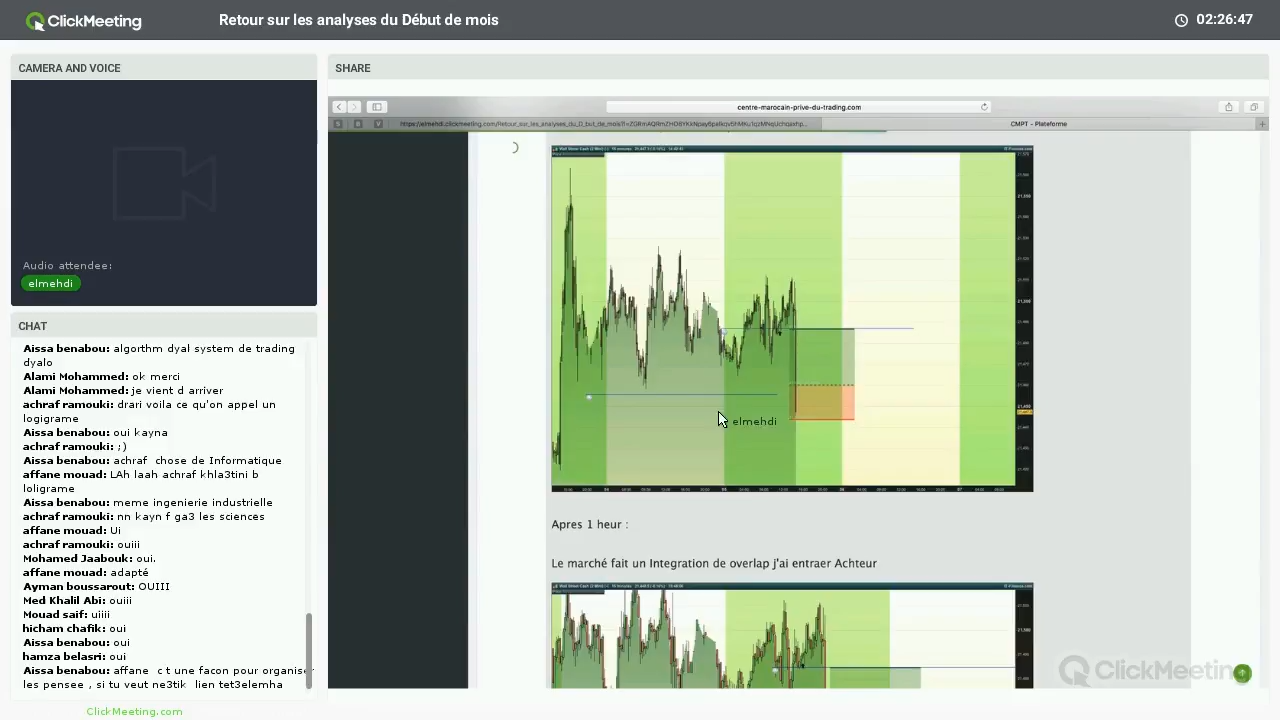 ClickMeeting
Retour sur les analyses du Début de mois
02:26:47
CAMERA AND VOICE
Audio attendee:
elmehdi
CHAT
Aissa benabou: algorthm dyal system de trading
dyalo
Alami Mohammed: ok merci
Alami Mohammed: je vient d arriver
achraf ramouki: drari voila ce qu'on appel un
logigrame
Aissa benabou: oui kayna
achraf ramouki: ;)
Aissa benabou: achraf chose de Informatique
affane mouad: LAh laah achraf khla3tini b
loligrame
Aissa benabou: meme ingenierie industrielle
achraf ramouki: nn kayn f ga3 les sciences
affane mouad: Ui
achraf ramouki: ouiii
Mohamed Jaabouk: oui.
affane mouad: adapté
Ayman boussarout: OUIII
Med Khalil Abi: ouiii
Mouad saif: uiiii
hicham chafik: oui
Aissa benabou: oui
hamza belasri: oui
Aissa benabou: affane c t une facon pour organise
les pensee , si tu veut ne3tik lien tet3elemha
ClickMeeting.com
SHARE
centre-marocain-prive-du-trading.com
CMPT - Plateforme
elmehdi
Apres 1 heur :
Le marché fait un Integration de overlap j'ai entraer Achteur
ClickMeeting